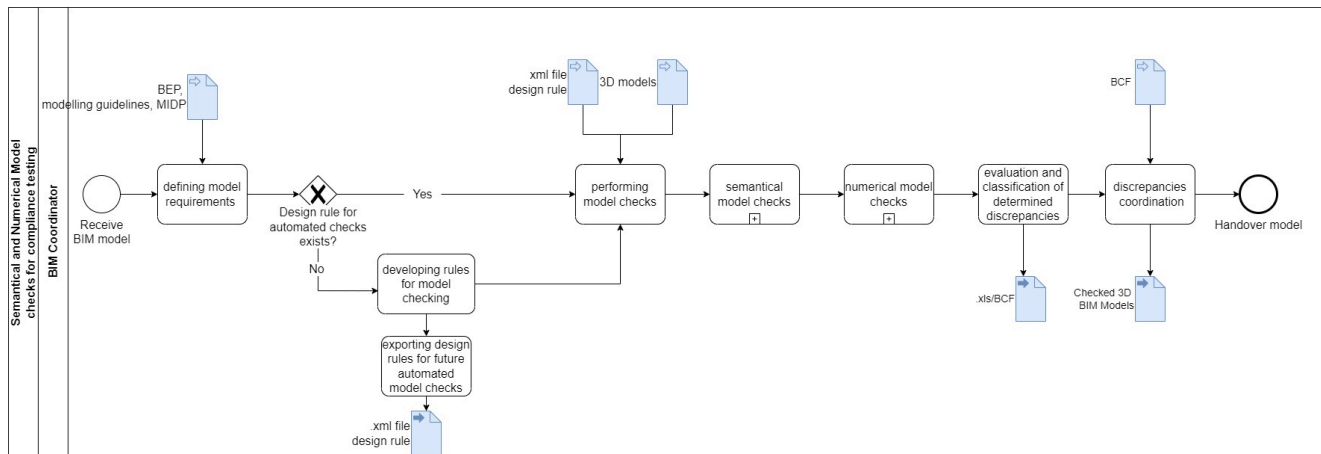 Semantical and Numerical Model
checks for compliance testing
BIM Coordinator
Receive
BIM model
BEP,
modelling guidelines, MIDP
defining model
requirements
Design rule for
automated checks
exists?
Yes
No
developing rules
for model
checking
exporting design
rules for future
automated
model checks
.xml file
design rule
xml file
design rule
3D models
performing
model checks
semantical
model checks
numerical model
checks
evaluation and
classification of
determined
discrepancies
.xls/BCF
BCF
discrepancies
coordination
Checked 3D
BIM Models
Handover model